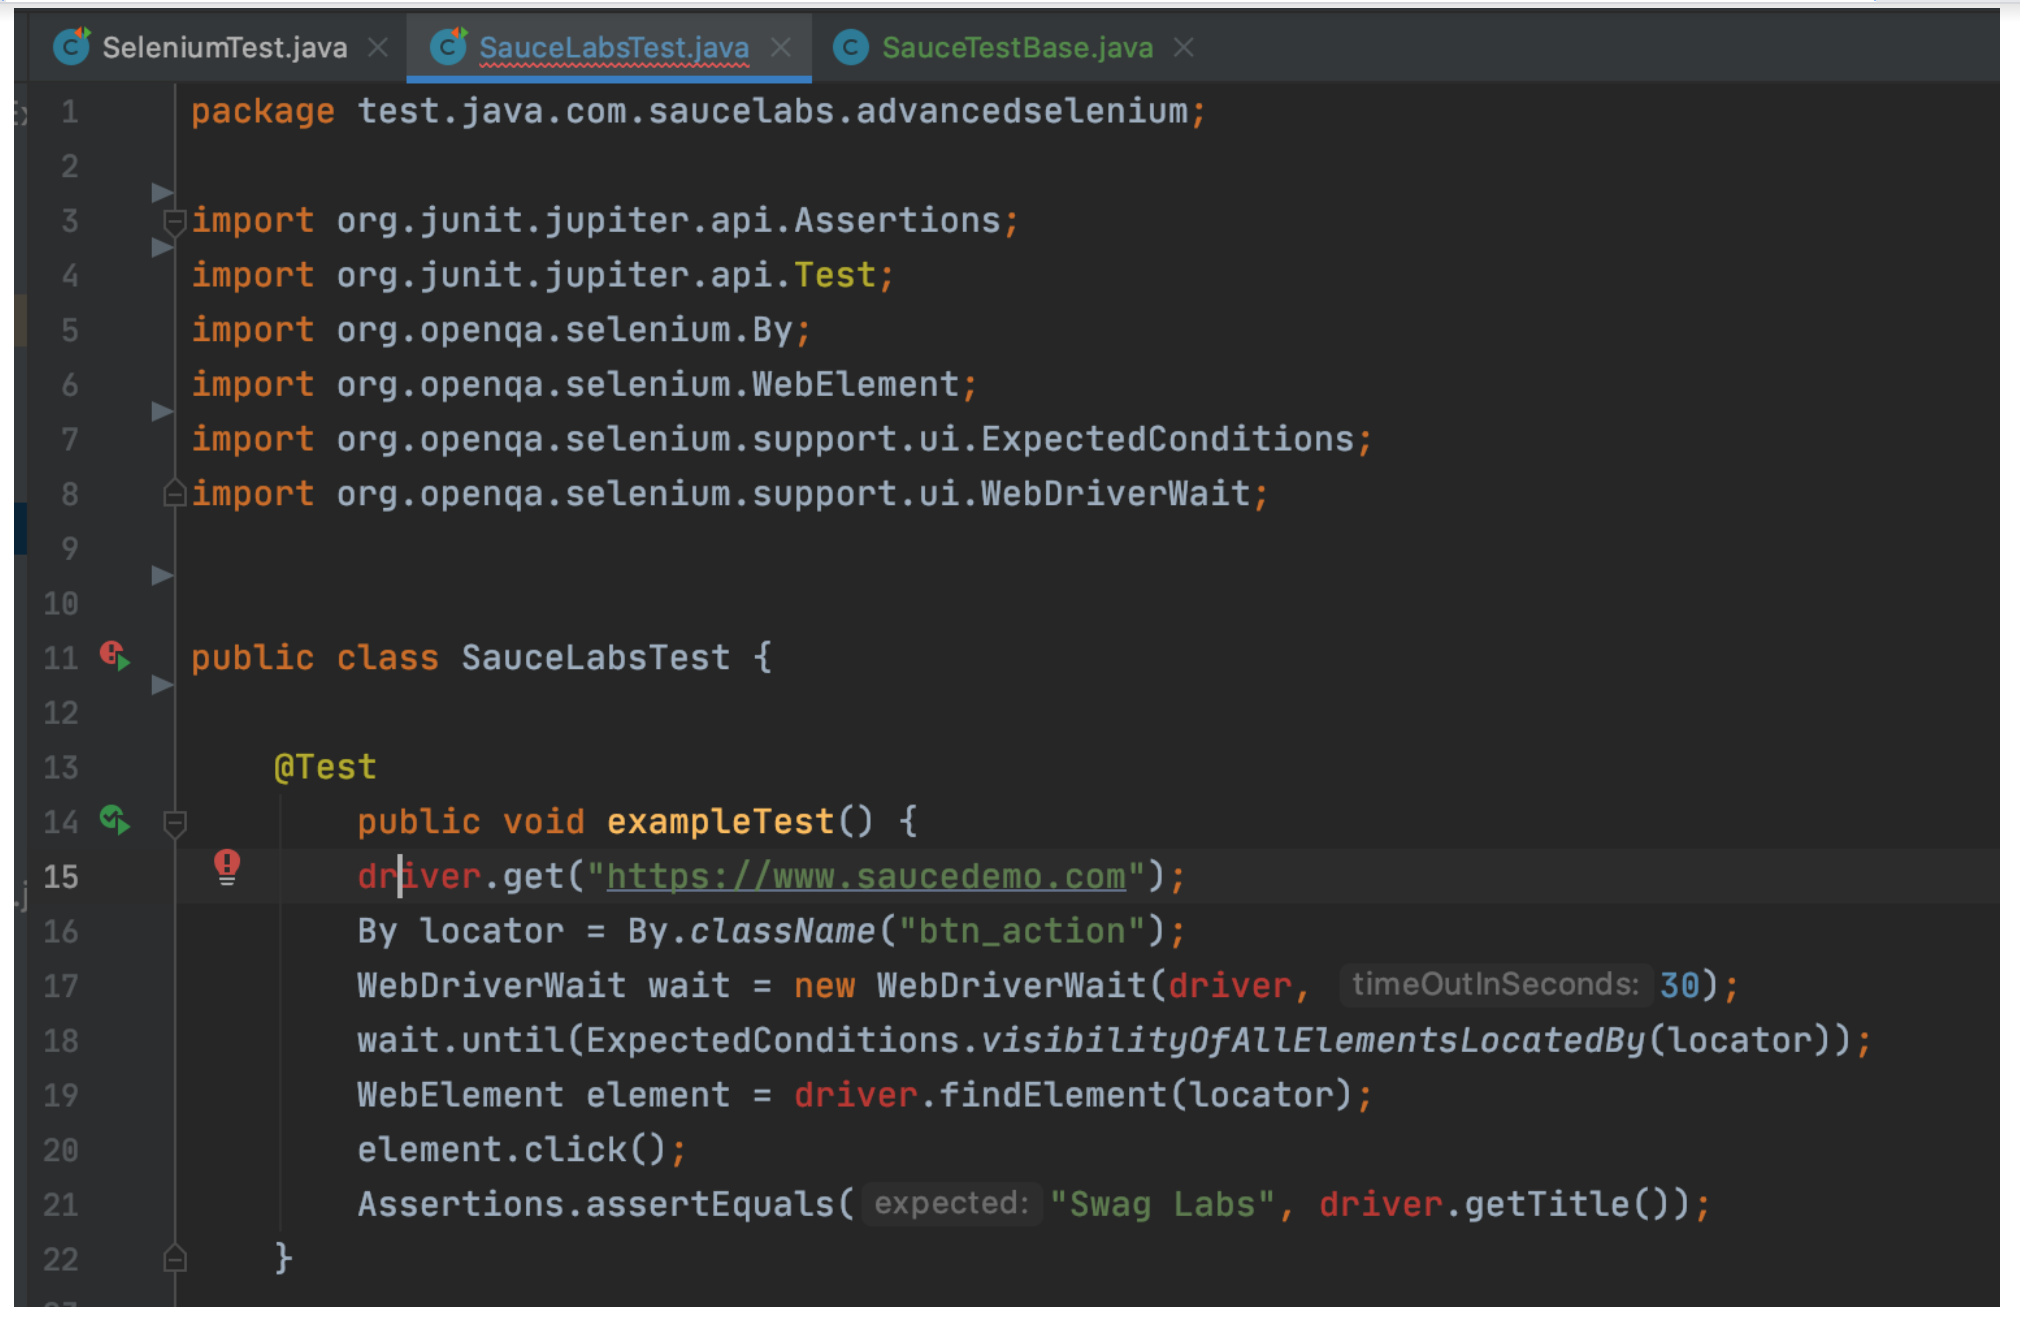 SeleniumTest.java SauceLabsTest.java SauceTestBase.java
1 package test.java.com.saucelabs.advancedselenium;
2
3 import org.junit.jupiter.api.Assertions;
4 import org.junit.jupiter.api.Test;
5 import org.openqa.selenium.By;
6 import org.openqa.selenium.WebElement;
7 import org.openqa.selenium.support.ui.ExpectedConditions;
8 import org.openqa.selenium.support.ui.WebDriverWait;
9
10
11 public class SauceLabsTest {
12
13 @Test
14 public void exampleTest() {
15 driver.get("https://www.saucedemo.com");
16 By locator = By.className("btn_action");
17 WebDriverWait wait = new WebDriverWait(driver, timeOutInSeconds: 30);
18 wait.until(ExpectedConditions.visibilityOfAllElementsLocatedBy(locator));
19 WebElement element = driver.findElement(locator);
20 element.click();
21 Assertions.assertEquals( expected: "Swag Labs", driver.getTitle());
22 }